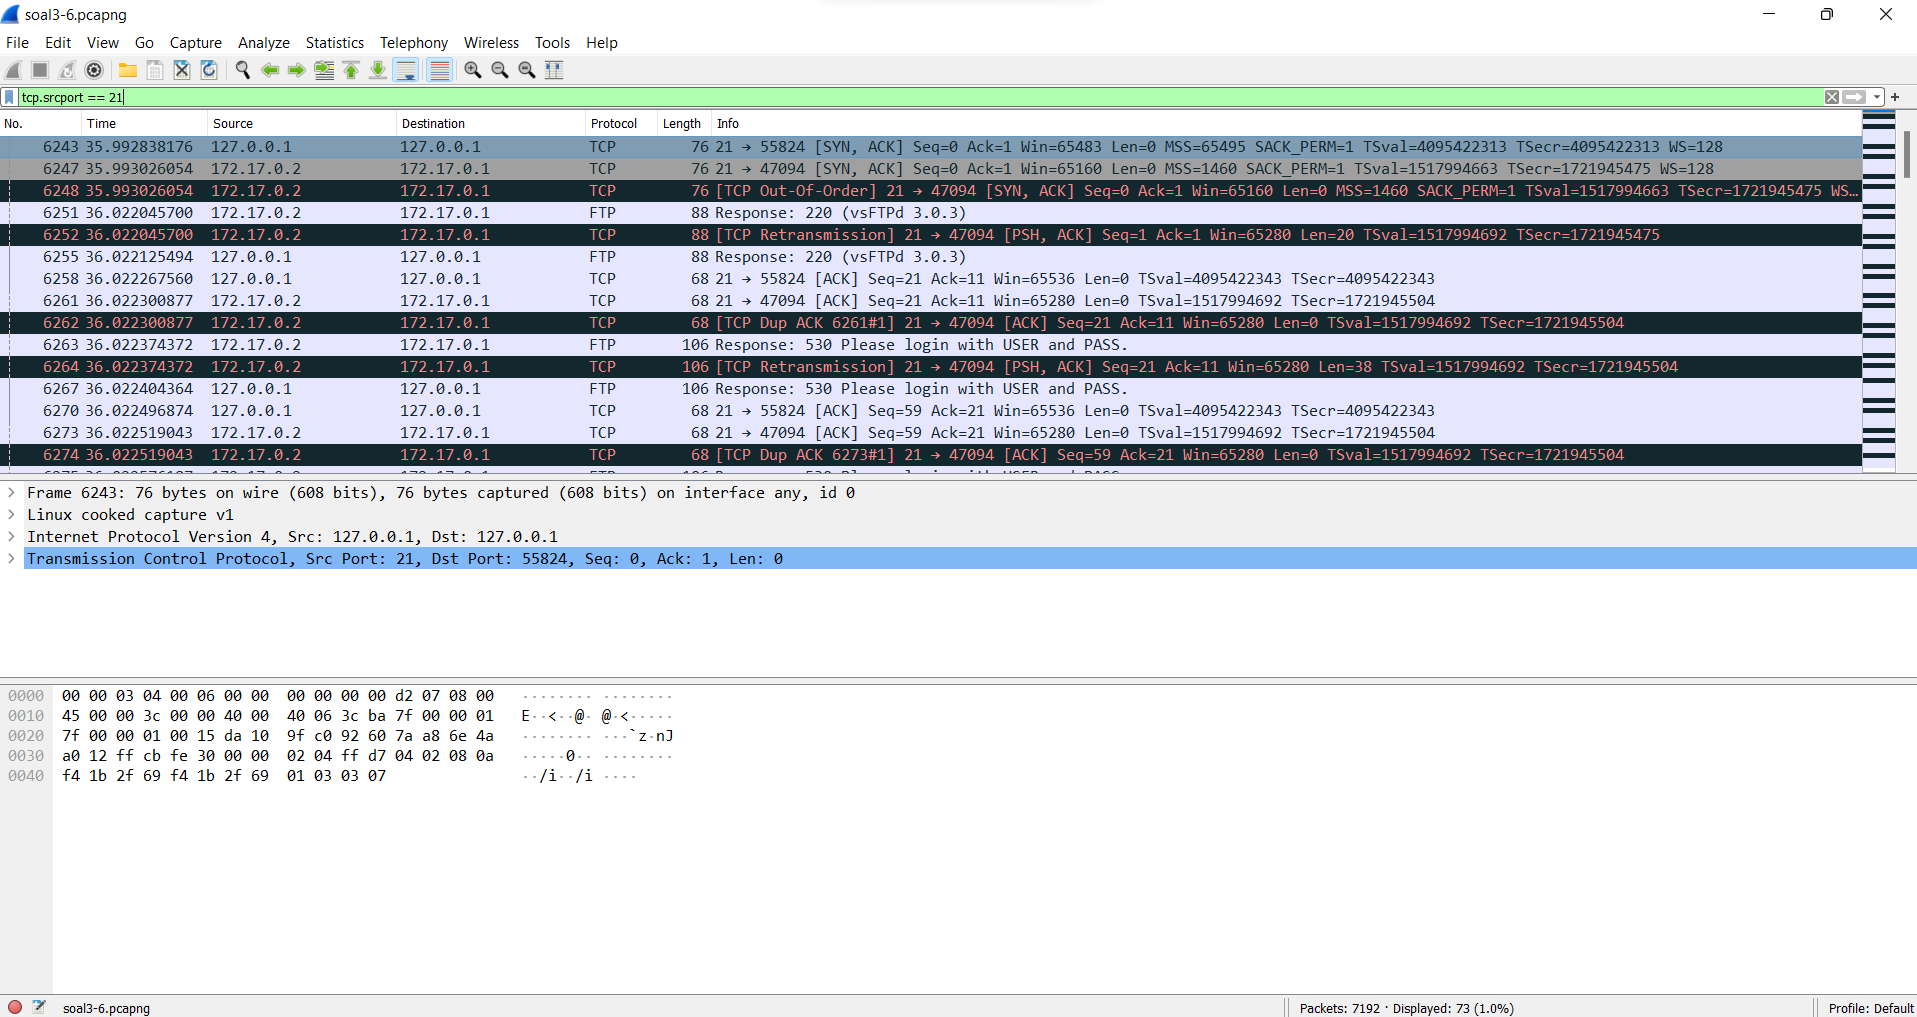 soal3-6.pcapng
File Edit View Go Capture Analyze Statistics Telephony Wireless Tools Help
tcp.srcport == 21
No. Time Source Destination Protocol Length Info
6243 35.992838176 127.0.0.1 127.0.0.1 TCP 76 21 → 55824 [SYN, ACK] Seq=0 Ack=1 Win=65483 Len=0 MSS=65495 SACK_PERM=1 TSval=4095422313 TSecr=4095422313 WS=128
6247 35.993026054 172.17.0.2 172.17.0.1 TCP 76 21 → 47094 [SYN, ACK] Seq=0 Ack=1 Win=65160 Len=0 MSS=1460 SACK_PERM=1 TSval=1517994663 TSecr=1721945475 WS=128
6248 35.993026054 172.17.0.2 172.17.0.1 TCP 76 [TCP Out-Of-Order] 21 → 47094 [SYN, ACK] Seq=0 Ack=1 Win=65160 Len=0 MSS=1460 SACK_PERM=1 TSval=1517994663 TSecr=1721945475 WS…
6251 36.022045700 172.17.0.2 172.17.0.1 FTP 88 Response: 220 (vsFTPd 3.0.3)
6252 36.022045700 172.17.0.2 172.17.0.1 TCP 88 [TCP Retransmission] 21 → 47094 [PSH, ACK] Seq=1 Ack=1 Win=65280 Len=20 TSval=1517994692 TSecr=1721945475
6255 36.022125494 127.0.0.1 127.0.0.1 FTP 88 Response: 220 (vsFTPd 3.0.3)
6258 36.022267560 127.0.0.1 127.0.0.1 TCP 68 21 → 55824 [ACK] Seq=21 Ack=11 Win=65536 Len=0 TSval=4095422343 TSecr=4095422343
6261 36.022300877 172.17.0.2 172.17.0.1 TCP 68 21 → 47094 [ACK] Seq=21 Ack=11 Win=65280 Len=0 TSval=1517994692 TSecr=1721945504
6262 36.022300877 172.17.0.2 172.17.0.1 TCP 68 [TCP Dup ACK 6261#1] 21 → 47094 [ACK] Seq=21 Ack=11 Win=65280 Len=0 TSval=1517994692 TSecr=1721945504
6263 36.022374372 172.17.0.2 172.17.0.1 FTP 106 Response: 530 Please login with USER and PASS.
6264 36.022374372 172.17.0.2 172.17.0.1 TCP 106 [TCP Retransmission] 21 → 47094 [PSH, ACK] Seq=21 Ack=11 Win=65280 Len=38 TSval=1517994692 TSecr=1721945504
6267 36.022404364 127.0.0.1 127.0.0.1 FTP 106 Response: 530 Please login with USER and PASS.
6270 36.022496874 127.0.0.1 127.0.0.1 TCP 68 21 → 55824 [ACK] Seq=59 Ack=21 Win=65536 Len=0 TSval=4095422343 TSecr=4095422343
6273 36.022519043 172.17.0.2 172.17.0.1 TCP 68 21 → 47094 [ACK] Seq=59 Ack=21 Win=65280 Len=0 TSval=1517994692 TSecr=1721945504
6274 36.022519043 172.17.0.2 172.17.0.1 TCP 68 [TCP Dup ACK 6273#1] 21 → 47094 [ACK] Seq=59 Ack=21 Win=65280 Len=0 TSval=1517994692 TSecr=1721945504
Frame 6243: 76 bytes on wire (608 bits), 76 bytes captured (608 bits) on interface any, id 0
Linux cooked capture v1
Internet Protocol Version 4, Src: 127.0.0.1, Dst: 127.0.0.1
Transmission Control Protocol, Src Port: 21, Dst Port: 55824, Seq: 0, Ack: 1, Len: 0
0000 00 00 03 04 00 06 00 00 00 00 00 00 d2 07 08 00 ········ ········
0010 45 00 00 3c 00 00 40 00 40 06 3c ba 7f 00 00 01 E··<··@· @·<·····
0020 7f 00 00 01 00 15 da 10 9f c0 92 60 7a a8 6e 4a ········ ···`z·nJ
0030 a0 12 ff cb fe 30 00 00 02 04 ff d7 04 02 08 0a ·····0·· ········
0040 f4 1b 2f 69 f4 1b 2f 69 01 03 03 07 ··/i··/i ····
soal3-6.pcapng
Packets: 7192 · Displayed: 73 (1.0%)
Profile: Default